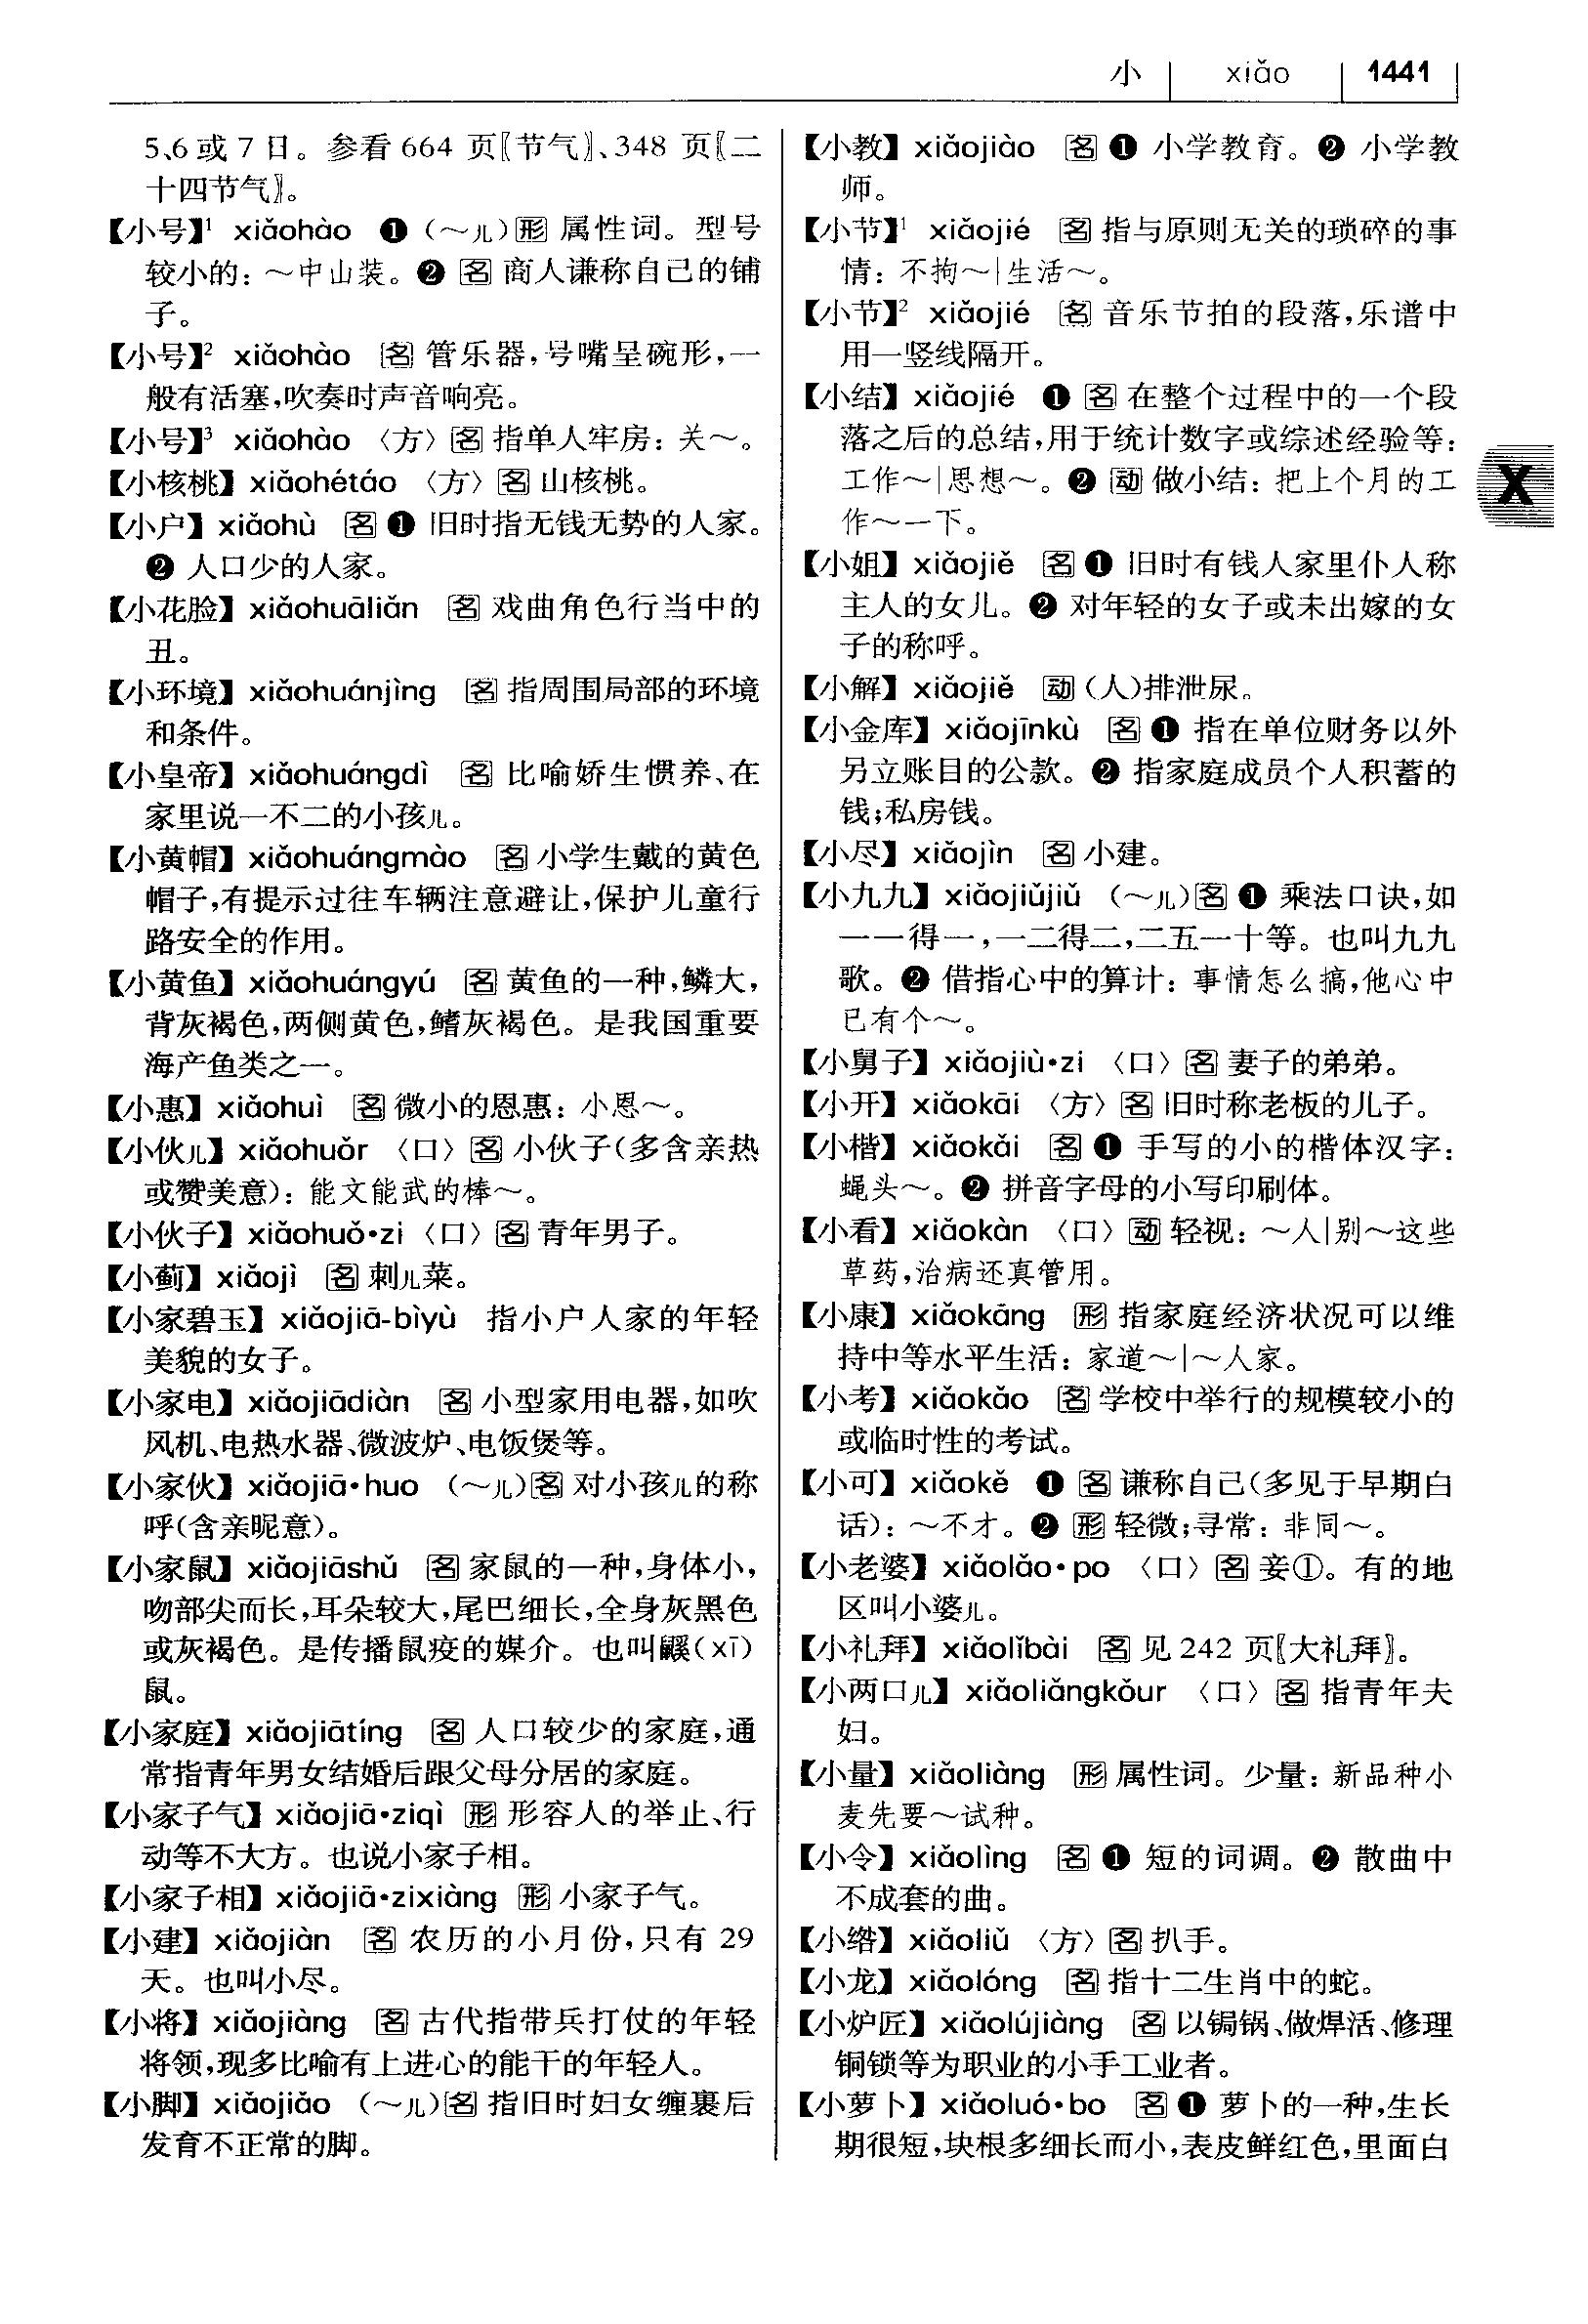 小 | xiǎo | 1441
5、6 或 7 日。参看 664 页〖节气〗、348 页〖二
十四节气〗。
【小号】¹ xiǎohào ❶（～儿）形 属性词。型号
较小的：～中山装。❷ 名 商人谦称自己的铺
子。
【小号】² xiǎohào 名 管乐器，号嘴呈碗形，一
般有活塞，吹奏时声音响亮。
【小号】³ xiǎohào 〈方〉名 指单人牢房：关～。
【小核桃】xiǎohétáo 〈方〉名 山核桃。
【小户】xiǎohù 名 ❶ 旧时指无钱无势的人家。
❷ 人口少的人家。
【小花脸】xiǎohuāliǎn 名 戏曲角色行当中的
丑。
【小环境】xiǎohuánjìng 名 指周围局部的环境
和条件。
【小皇帝】xiǎohuángdì 名 比喻娇生惯养、在
家里说一不二的小孩儿。
【小黄帽】xiǎohuángmào 名 小学生戴的黄色
帽子，有提示过往车辆注意避让，保护儿童行
路安全的作用。
【小黄鱼】xiǎohuángyú 名 黄鱼的一种，鳞大，
背灰褐色，两侧黄色，鳍灰褐色。是我国重要
海产鱼类之一。
【小惠】xiǎohuì 名 微小的恩惠：小恩～。
【小伙儿】xiǎohuǒr 〈口〉名 小伙子（多含亲热
或赞美意）：能文能武的棒～。
【小伙子】xiǎohuǒ•zi 〈口〉名 青年男子。
【小蓟】xiǎojì 名 刺儿菜。
【小家碧玉】xiǎojiā-bìyù 指小户人家的年轻
美貌的女子。
【小家电】xiǎojiādiàn 名 小型家用电器，如吹
风机、电热水器、微波炉、电饭煲等。
【小家伙】xiǎojiā•huo （～儿）名 对小孩儿的称
呼（含亲昵意）。
【小家鼠】xiǎojiāshǔ 名 家鼠的一种，身体小，
吻部尖而长，耳朵较大，尾巴细长，全身灰黑色
或灰褐色。是传播鼠疫的媒介。也叫鼷（xī）
鼠。
【小家庭】xiǎojiātíng 名 人口较少的家庭，通
常指青年男女结婚后跟父母分居的家庭。
【小家子气】xiǎojiā•ziqì 形 形容人的举止、行
动等不大方。也说小家子相。
【小家子相】xiǎojiā•zixiàng 形 小家子气。
【小建】xiǎojiàn 名 农历的小月份，只有 29
天。也叫小尽。
【小将】xiǎojiàng 名 古代指带兵打仗的年轻
将领，现多比喻有上进心的能干的年轻人。
【小脚】xiǎojiǎo （～儿）名 指旧时妇女缠裹后
发育不正常的脚。
【小教】xiǎojiào 名 ❶ 小学教育。❷ 小学教
师。
【小节】¹ xiǎojié 名 指与原则无关的琐碎的事
情：不拘～|生活～。
【小节】² xiǎojié 名 音乐节拍的段落，乐谱中
用一竖线隔开。
【小结】xiǎojié ❶ 名 在整个过程中的一个段
落之后的总结，用于统计数字或综述经验等：
工作～|思想～。❷ 动 做小结：把上个月的工
作～一下。
X
【小姐】xiǎojiě 名 ❶ 旧时有钱人家里仆人称
主人的女儿。❷ 对年轻的女子或未出嫁的女
子的称呼。
【小解】xiǎojiě 动（人）排泄尿。
【小金库】xiǎojīnkù 名 ❶ 指在单位财务以外
另立账目的公款。❷ 指家庭成员个人积蓄的
钱；私房钱。
【小尽】xiǎojìn 名 小建。
【小九九】xiǎojiǔjiǔ （～儿）名 ❶ 乘法口诀，如
一一得一，一二得二，二五一十等。也叫九九
歌。❷ 借指心中的算计：事情怎么搞，他心中
已有个～。
【小舅子】xiǎojiù•zi 〈口〉名 妻子的弟弟。
【小开】xiǎokāi 〈方〉名 旧时称老板的儿子。
【小楷】xiǎokǎi 名 ❶ 手写的小的楷体汉字：
蝇头～。❷ 拼音字母的小写印刷体。
【小看】xiǎokàn 〈口〉动 轻视：～人|别～这些
草药，治病还真管用。
【小康】xiǎokāng 形 指家庭经济状况可以维
持中等水平生活：家道～|～人家。
【小考】xiǎokǎo 名 学校中举行的规模较小的
或临时性的考试。
【小可】xiǎokě ❶ 名 谦称自己（多见于早期白
话）：～不才。❷ 形 轻微；寻常：非同～。
【小老婆】xiǎolǎo•po 〈口〉名 妾①。有的地
区叫小婆儿。
【小礼拜】xiǎolǐbài 名 见 242 页〖大礼拜〗。
【小两口儿】xiǎoliǎngkǒur 〈口〉名 指青年夫
妇。
【小量】xiǎoliàng 形 属性词。少量：新品种小
麦先要～试种。
【小令】xiǎolìng 名 ❶ 短的词调。❷ 散曲中
不成套的曲。
【小绺】xiǎoliǔ 〈方〉名 扒手。
【小龙】xiǎolóng 名 指十二生肖中的蛇。
【小炉匠】xiǎolújiàng 名 以锔锅、做焊活、修理
铜锁等为职业的小手工业者。
【小萝卜】xiǎoluó•bo 名 ❶ 萝卜的一种，生长
期很短，块根多细长而小，表皮鲜红色，里面白